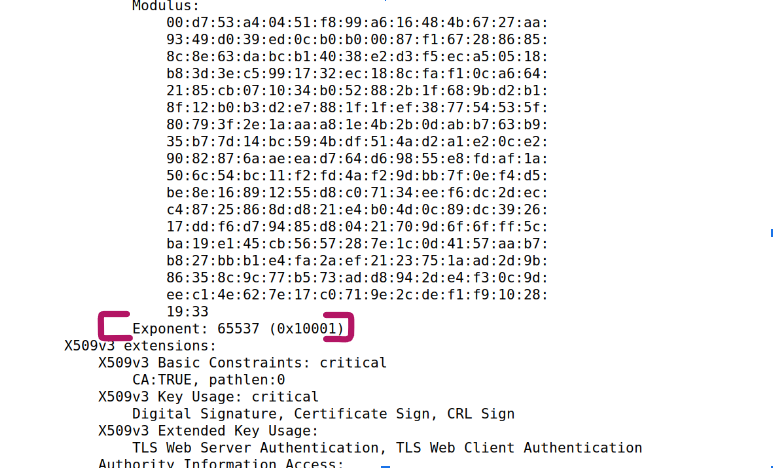 Modulus:
00:d7:53:a4:04:51:f8:99:a6:16:48:4b:67:27:aa:
93:49:d0:39:ed:0c:b0:b0:00:87:f1:67:28:86:85:
8c:8e:63:da:bc:b1:40:38:e2:d3:f5:ec:a5:05:18:
b8:3d:3e:c5:99:17:32:ec:18:8c:fa:f1:0c:a6:64:
21:85:cb:07:10:34:b0:52:88:2b:1f:68:9b:d2:b1:
8f:12:b0:b3:d2:e7:88:1f:1f:ef:38:77:54:53:5f:
80:79:3f:2e:1a:aa:a8:1e:4b:2b:0d:ab:b7:63:b9:
35:b7:7d:14:bc:59:4b:df:51:4a:d2:a1:e2:0c:e2:
90:82:87:6a:ae:ea:d7:64:d6:98:55:e8:fd:af:1a:
50:6c:54:bc:11:f2:fd:4a:f2:9d:bb:7f:0e:f4:d5:
be:8e:16:89:12:55:d8:c0:71:34:ee:f6:dc:2d:ec:
c4:87:25:86:8d:d8:21:e4:b0:4d:0c:89:dc:39:26:
17:dd:f6:d7:94:85:d8:04:21:70:9d:6f:6f:ff:5c:
ba:19:e1:45:cb:56:57:28:7e:1c:0d:41:57:aa:b7:
b8:27:bb:b1:e4:fa:2a:ef:21:23:75:1a:ad:2d:9b:
86:35:8c:9c:77:b5:73:ad:d8:94:2d:e4:f3:0c:9d:
ee:c1:4e:62:7e:17:c0:71:9e:2c:de:f1:f9:10:28:
19:33
Exponent: 65537 (0x10001)
X509v3 extensions:
X509v3 Basic Constraints: critical
CA:TRUE, pathlen:0
X509v3 Key Usage: critical
Digital Signature, Certificate Sign, CRL Sign
X509v3 Extended Key Usage:
TLS Web Server Authentication, TLS Web Client Authentication
Authority Information Access: